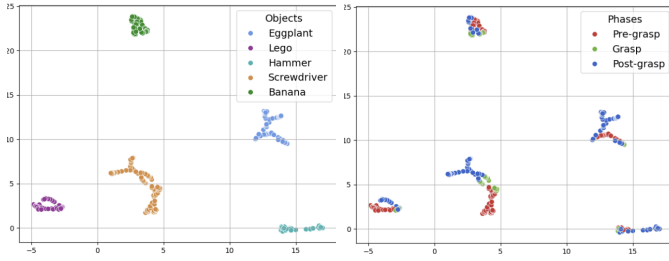 Objects
Eggplant
Lego
Hammer
Screwdriver
Banana
25
20
15
10
5
0
-5 0 5 10 15
Phases
Pre-grasp
Grasp
Post-grasp
25
20
15
10
5
0
-5 0 5 10 15